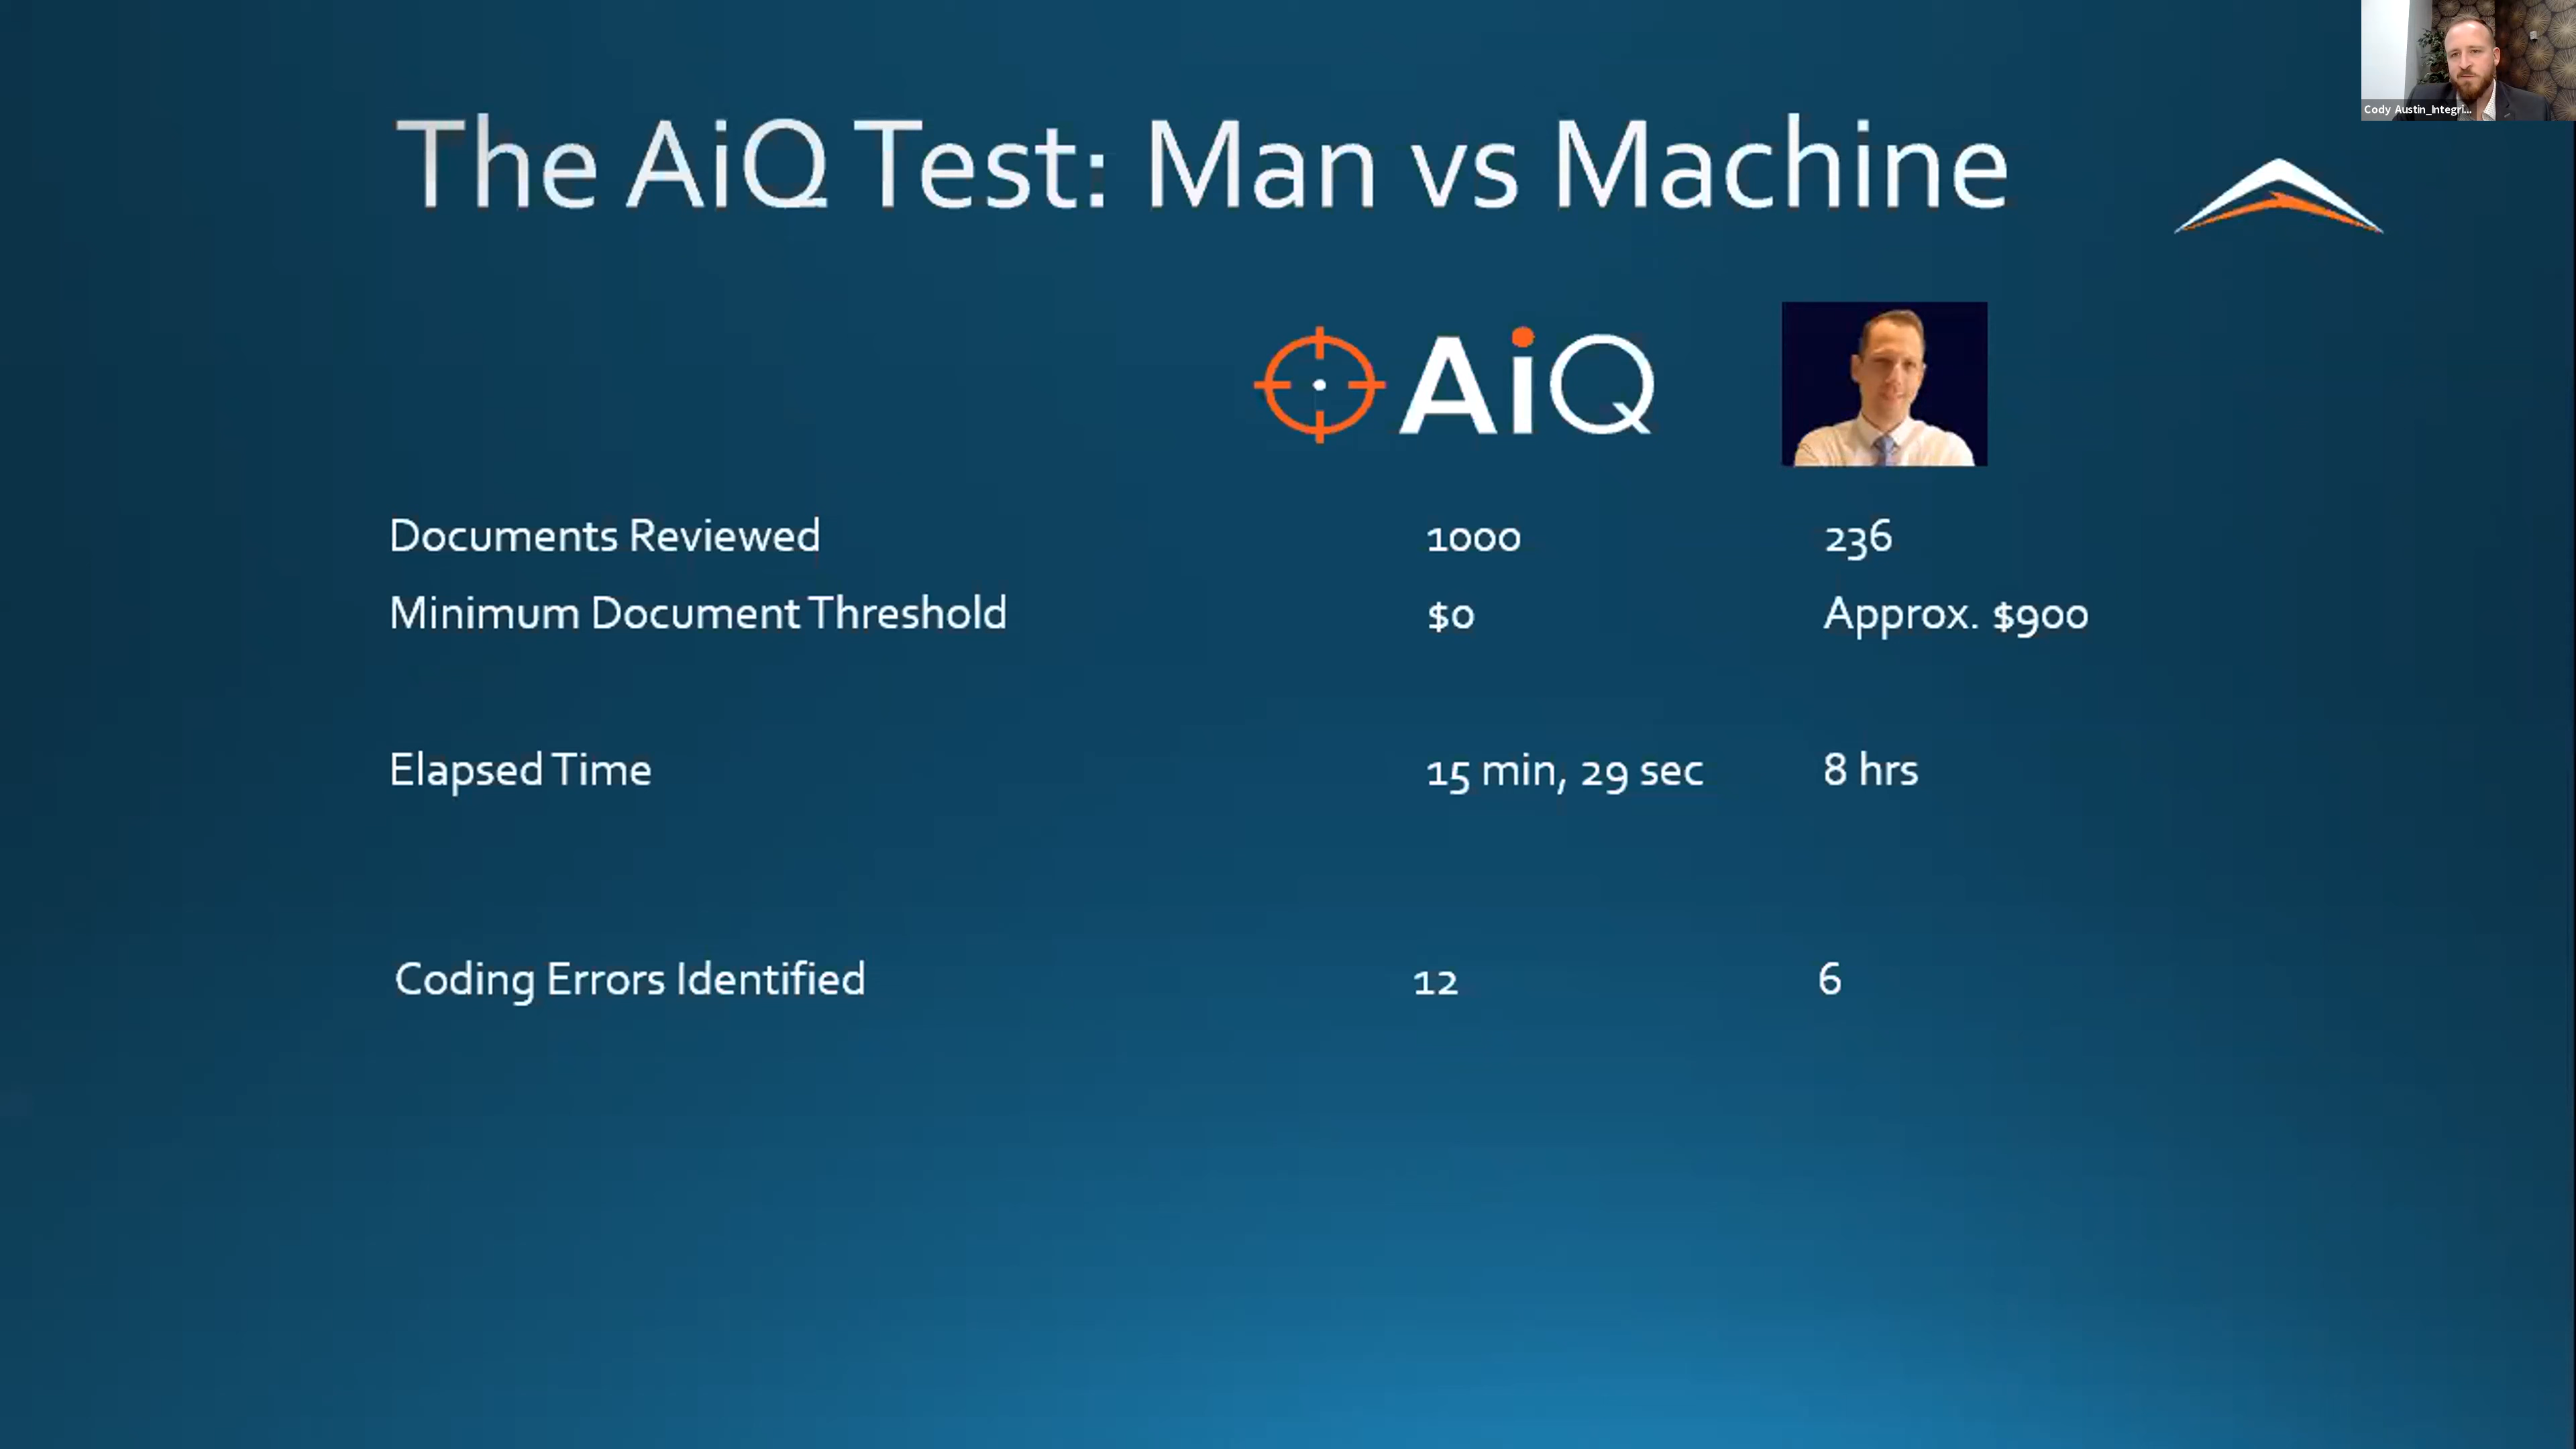 Cody Austin_Integri...
The AiQ Test: Man vs Machine
AiQ
Documents Reviewed 1000 236
Minimum Document Threshold $0 Approx. $900
Elapsed Time 15 min, 29 sec 8 hrs
Coding Errors Identified 12 6